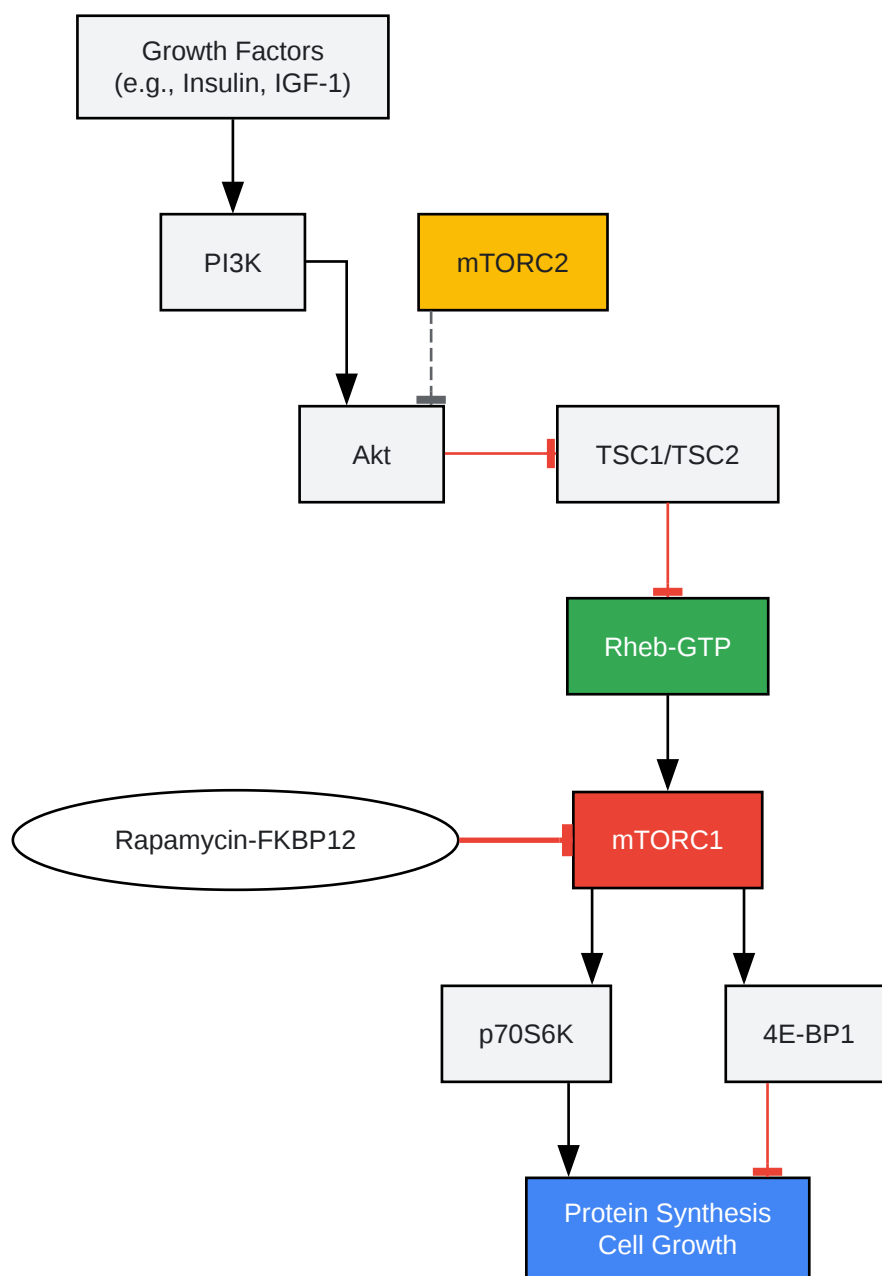 Growth Factors
(e.g., Insulin, IGF-1)
PI3K
mTORC2
Akt
TSC1/TSC2
Rheb-GTP
Rapamycin-FKBP12
mTORC1
p70S6K
4E-BP1
Protein Synthesis
Cell Growth